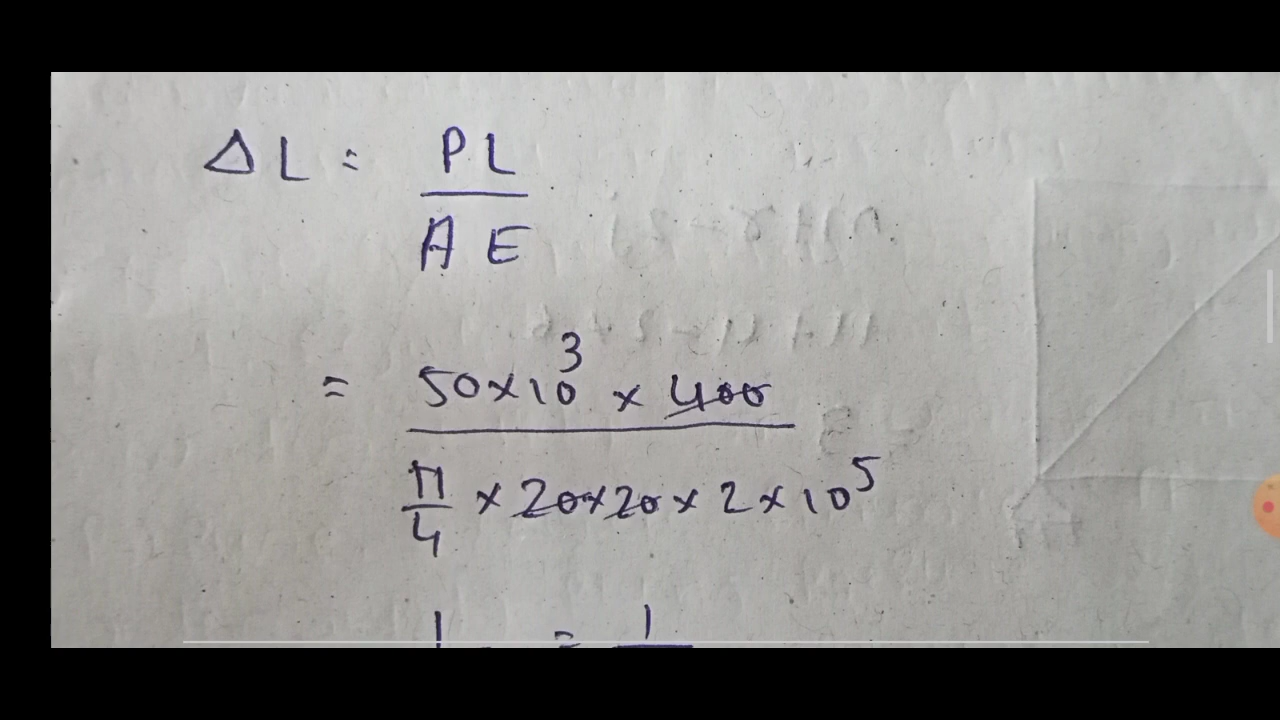 ΔL = PL / AE
= 50×10³ × 400 / π/4 × 20×20 × 2×10⁵